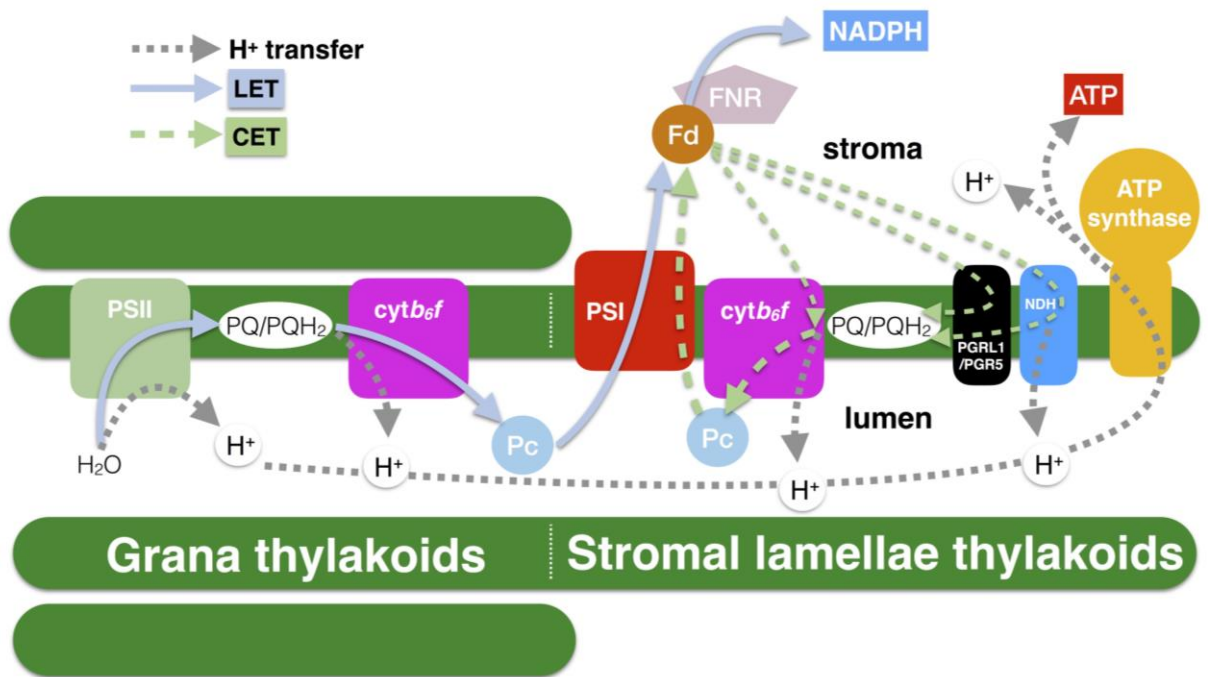 H⁺ transfer
LET
CET
NADPH
FNR
Fd
ATP
stroma
H⁺
ATP
synthase
PSII
PQ/PQH₂
cytb₆f
PSI
cytb₆f
PQ/PQH₂
PGRL1
/PGR5
NDH
lumen
H₂O
H⁺
H⁺
Pc
Pc
H⁺
H⁺
Grana thylakoids
Stromal lamellae thylakoids